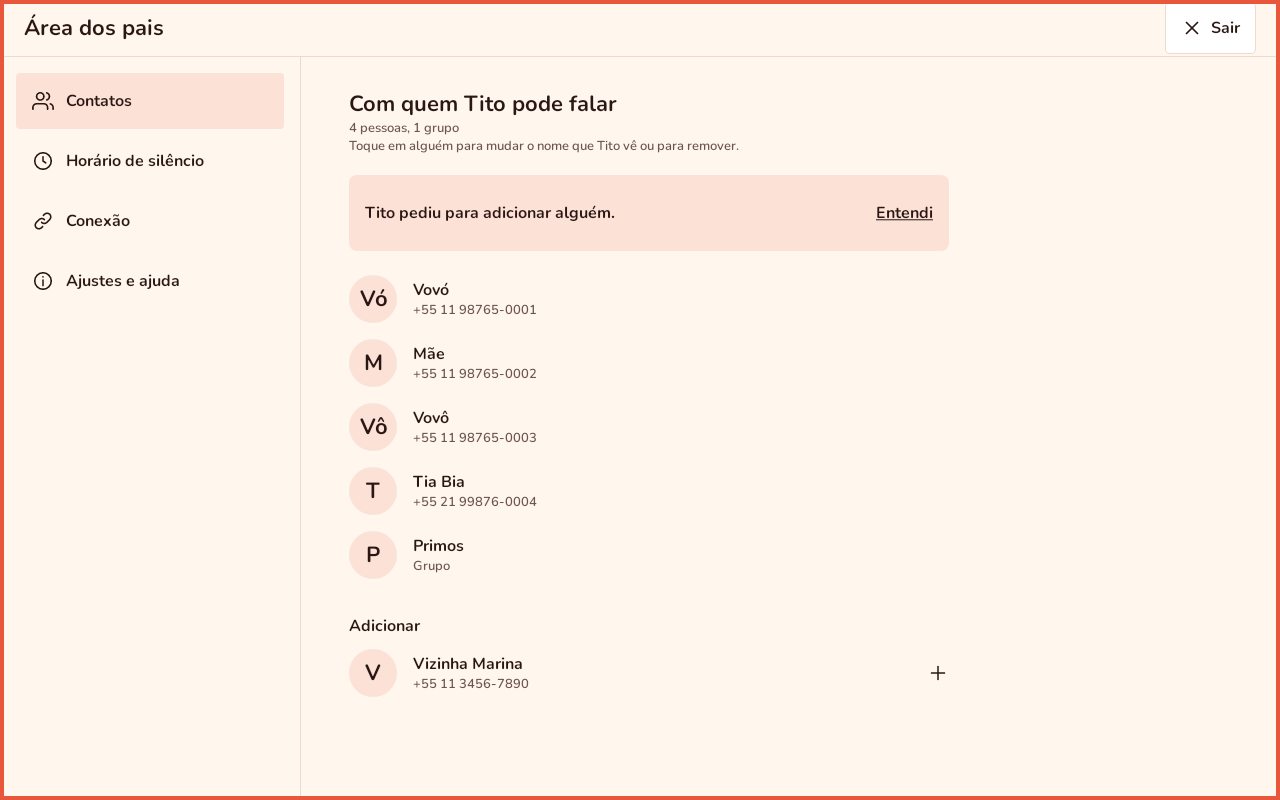 Área dos pais
Sair
Contatos
Horário de silêncio
Conexão
Ajustes e ajuda
Com quem Tito pode falar
4 pessoas, 1 grupo
Toque em alguém para mudar o nome que Tito vê ou para remover.
Tito pediu para adicionar alguém.
Entendi
Vó
Vovó
+55 11 98765-0001
M
Mãe
+55 11 98765-0002
Vô
Vovô
+55 11 98765-0003
T
Tia Bia
+55 21 99876-0004
P
Primos
Grupo
Adicionar
V
Vizinha Marina
+55 11 3456-7890